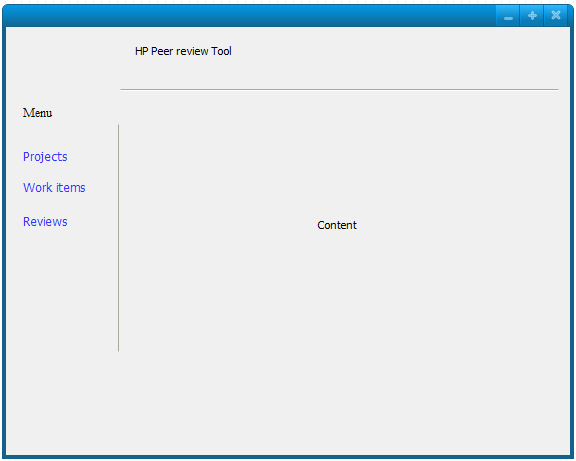 HP Peer review Tool
Menu
Projects
Work items
Reviews
Content